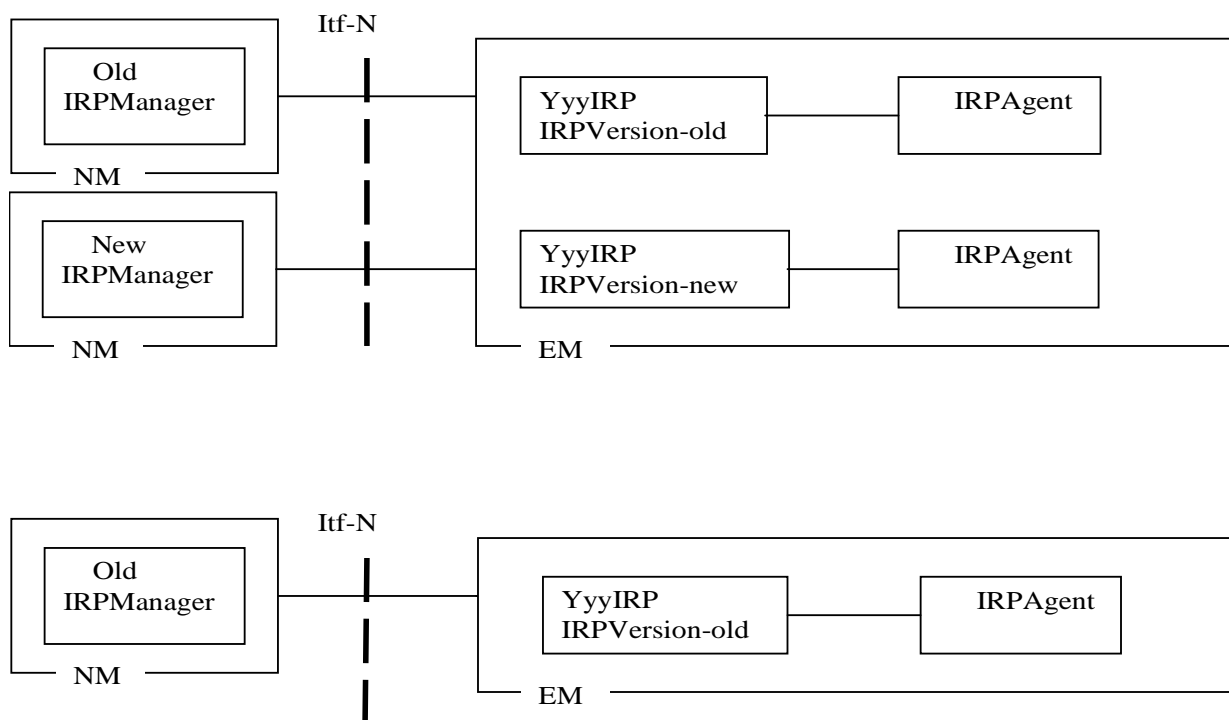 Itf-N
Old
IRPManager
NM
YyyIRP
IRPVersion-old
IRPAgent
New
IRPManager
NM
YyyIRP
IRPVersion-new
IRPAgent
EM
Itf-N
Old
IRPManager
NM
YyyIRP
IRPVersion-old
IRPAgent
EM